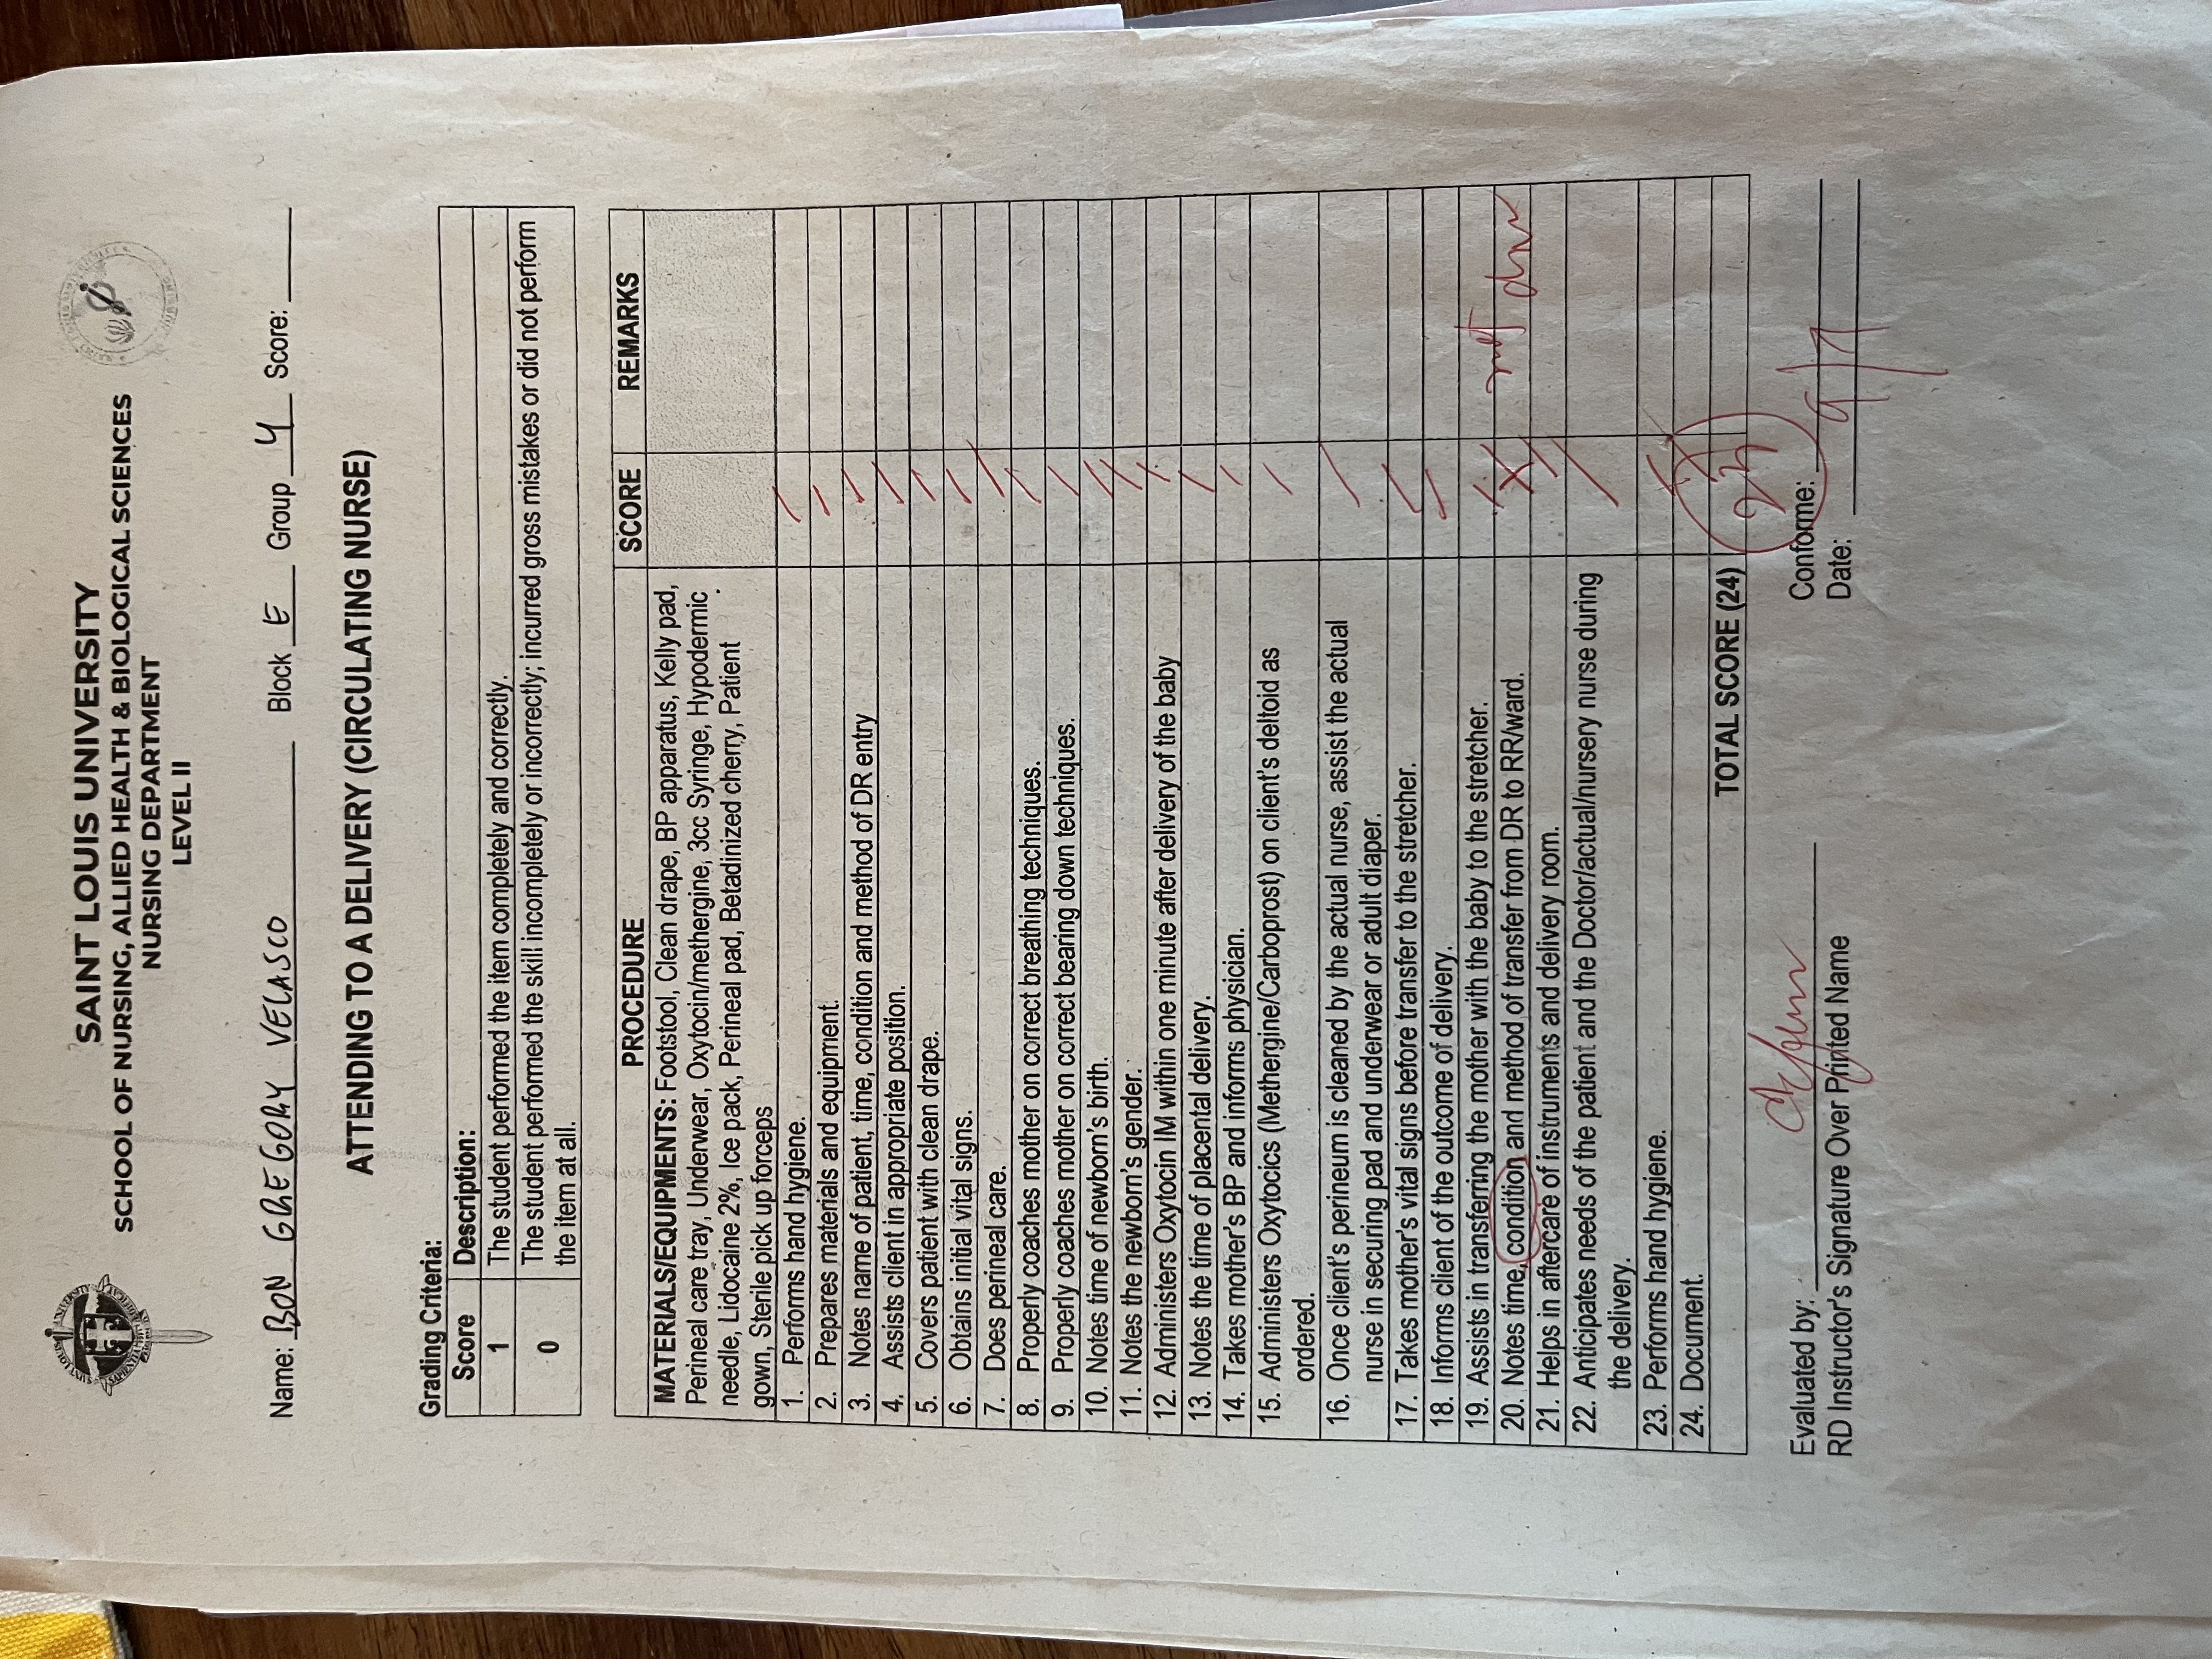 SAINT LOUIS UNIVERSITY
SCHOOL OF NURSING, ALLIED HEALTH & BIOLOGICAL SCIENCES
NURSING DEPARTMENT
LEVEL II
Name: BON GREGORY VELASCO Block E Group 4 Score:
ATTENDING TO A DELIVERY (CIRCULATING NURSE)
Grading Criteria:
Score Description:
1 The student performed the item completely and correctly.
0 The student performed the skill incompletely or incorrectly; incurred gross mistakes or did not perform
the item at all.
PROCEDURE SCORE REMARKS
MATERIALS/EQUIPMENTS: Footstool, Clean drape, BP apparatus, Kelly pad,
Perineal care tray, Underwear, Oxytocin/methergine, 3cc Syringe, Hypodermic
needle, Lidocaine 2%, Ice pack, Perineal pad, Betadinized cherry, Patient
gown, Sterile pick up forceps
1. Performs hand hygiene.
2. Prepares materials and equipment.
3. Notes name of patient, time, condition and method of DR entry
4. Assists client in appropriate position.
5. Covers patient with clean drape.
6. Obtains initial vital signs.
7. Does perineal care.
8. Properly coaches mother on correct breathing techniques.
9. Properly coaches mother on correct bearing down techniques.
10. Notes time of newborn's birth.
11. Notes the newborn's gender.
12. Administers Oxytocin IM within one minute after delivery of the baby
13. Notes the time of placental delivery.
14. Takes mother's BP and informs physician.
15. Administers Oxytocics (Methergine/Carboprost) on client's deltoid as
ordered.
16. Once client's perineum is cleaned by the actual nurse, assist the actual
nurse in securing pad and underwear or adult diaper.
17. Takes mother's vital signs before transfer to the stretcher.
18. Informs client of the outcome of delivery.
19. Assists in transferring the mother with the baby to the stretcher.
20. Notes time, condition and method of transfer from DR to RR/ward. X not
21. Helps in aftercare of instruments and delivery room.
22. Anticipates needs of the patient and the Doctor/actual/nursery nurse during
the delivery.
23. Performs hand hygiene.
24. Document.
TOTAL SCORE (24) 23
Evaluated by: Conforme:
RD Instructor's Signature Over Printed Name Date: 9/7